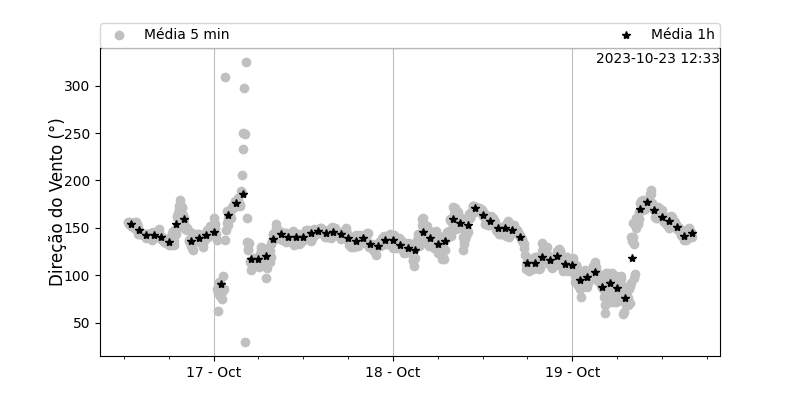 Média 5 min
Média 1h
2023-10-23 12:33
Direção do Vento (°)
300
250
200
150
100
50
17 - Oct
18 - Oct
19 - Oct